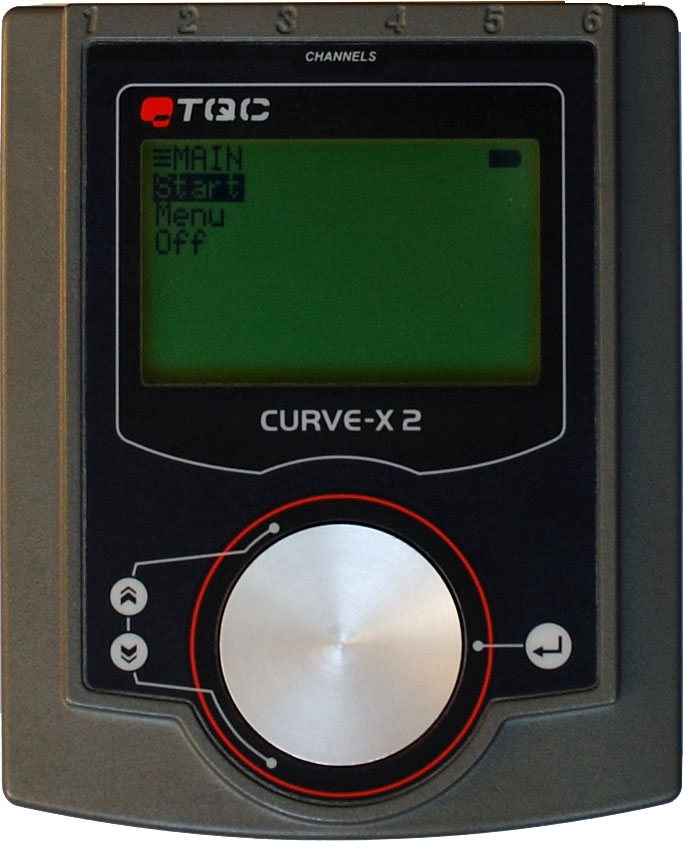 1 2 3 4 5 6
CHANNELS
TQC
MAIN
Start
Menu
Off
CURVE-X 2